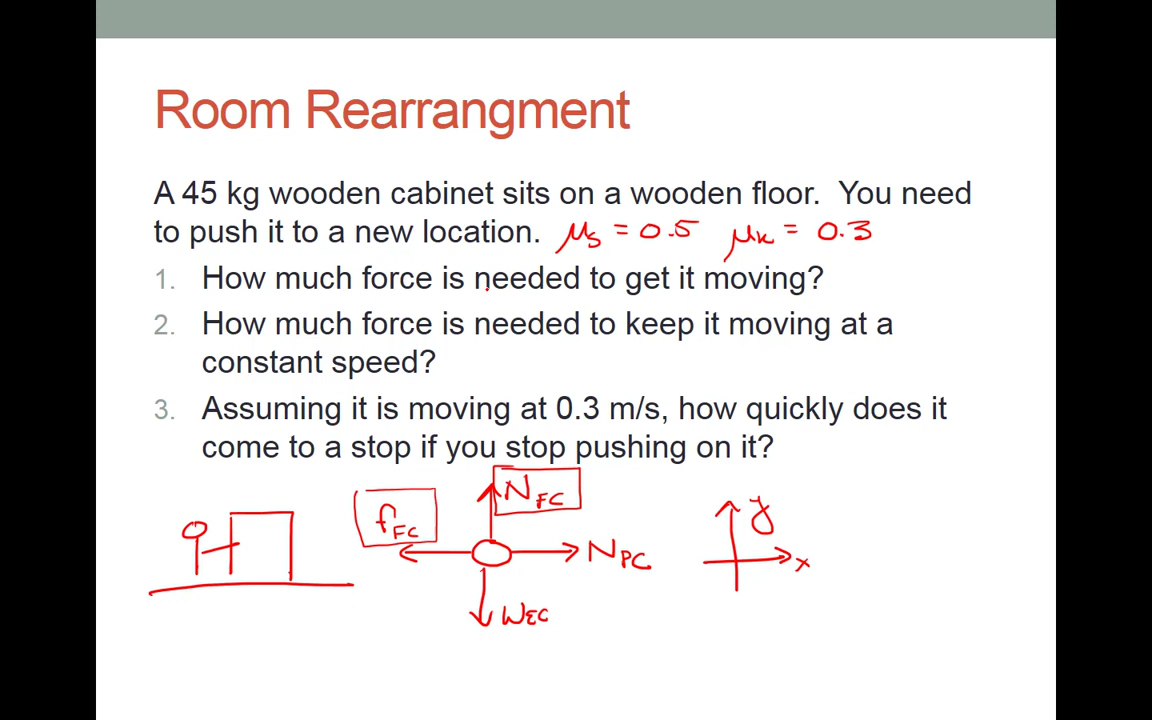 Room Rearrangment
A 45 kg wooden cabinet sits on a wooden floor. You need
to push it to a new location. μs = 0.5 μk = 0.3
1. How much force is needed to get it moving?
2. How much force is needed to keep it moving at a
constant speed?
3. Assuming it is moving at 0.3 m/s, how quickly does it
come to a stop if you stop pushing on it?
NFC
fFC
y
NPC
x
WEC